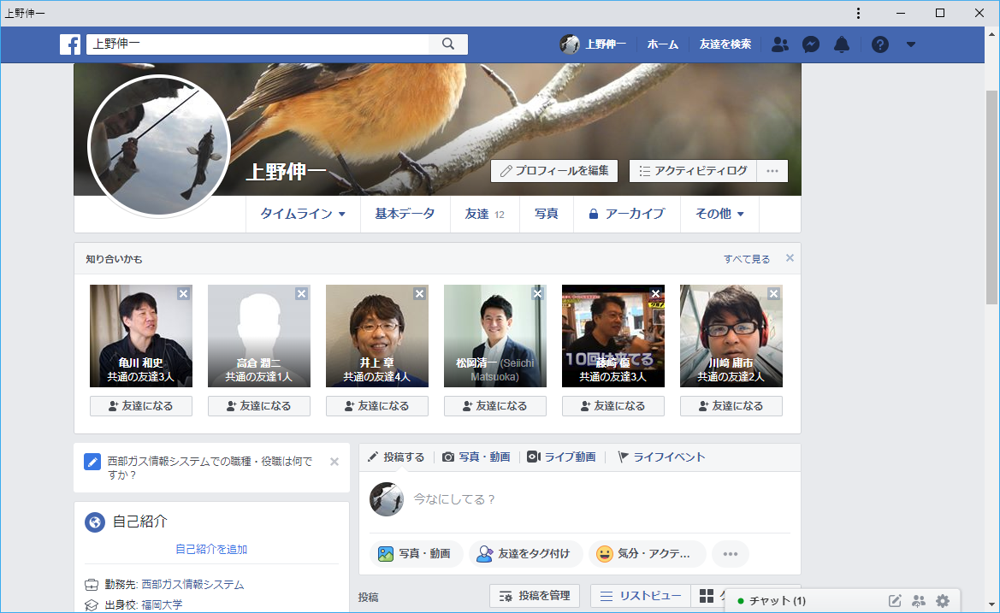 上野伸一
上野伸一
上野伸一 ホーム 友達を検索
上野伸一
プロフィールを編集 アクティビティログ
タイムライン 基本データ 友達 12 写真 アーカイブ その他
知り合いかも すべて見る
亀川 和史
共通の友達3人
高倉 潤二
共通の友達1人
井上 章
共通の友達4人
松岡清一 (Seiichi
Matsuoka)
10回は来てる
藤崎 優
共通の友達3人
川﨑 庸市
共通の友達2人
友達になる 友達になる 友達になる 友達になる 友達になる 友達になる
西部ガス情報システムでの職種・役職は何で
すか？
投稿する 写真・動画 ライブ動画 ライフイベント
今なにしてる？
自己紹介
自己紹介を追加
写真・動画 友達をタグ付け 気分・アクテ...
勤務先: 西部ガス情報システム
出身校: 福岡大学
投稿 投稿を管理 リストビュー
チャット (1)